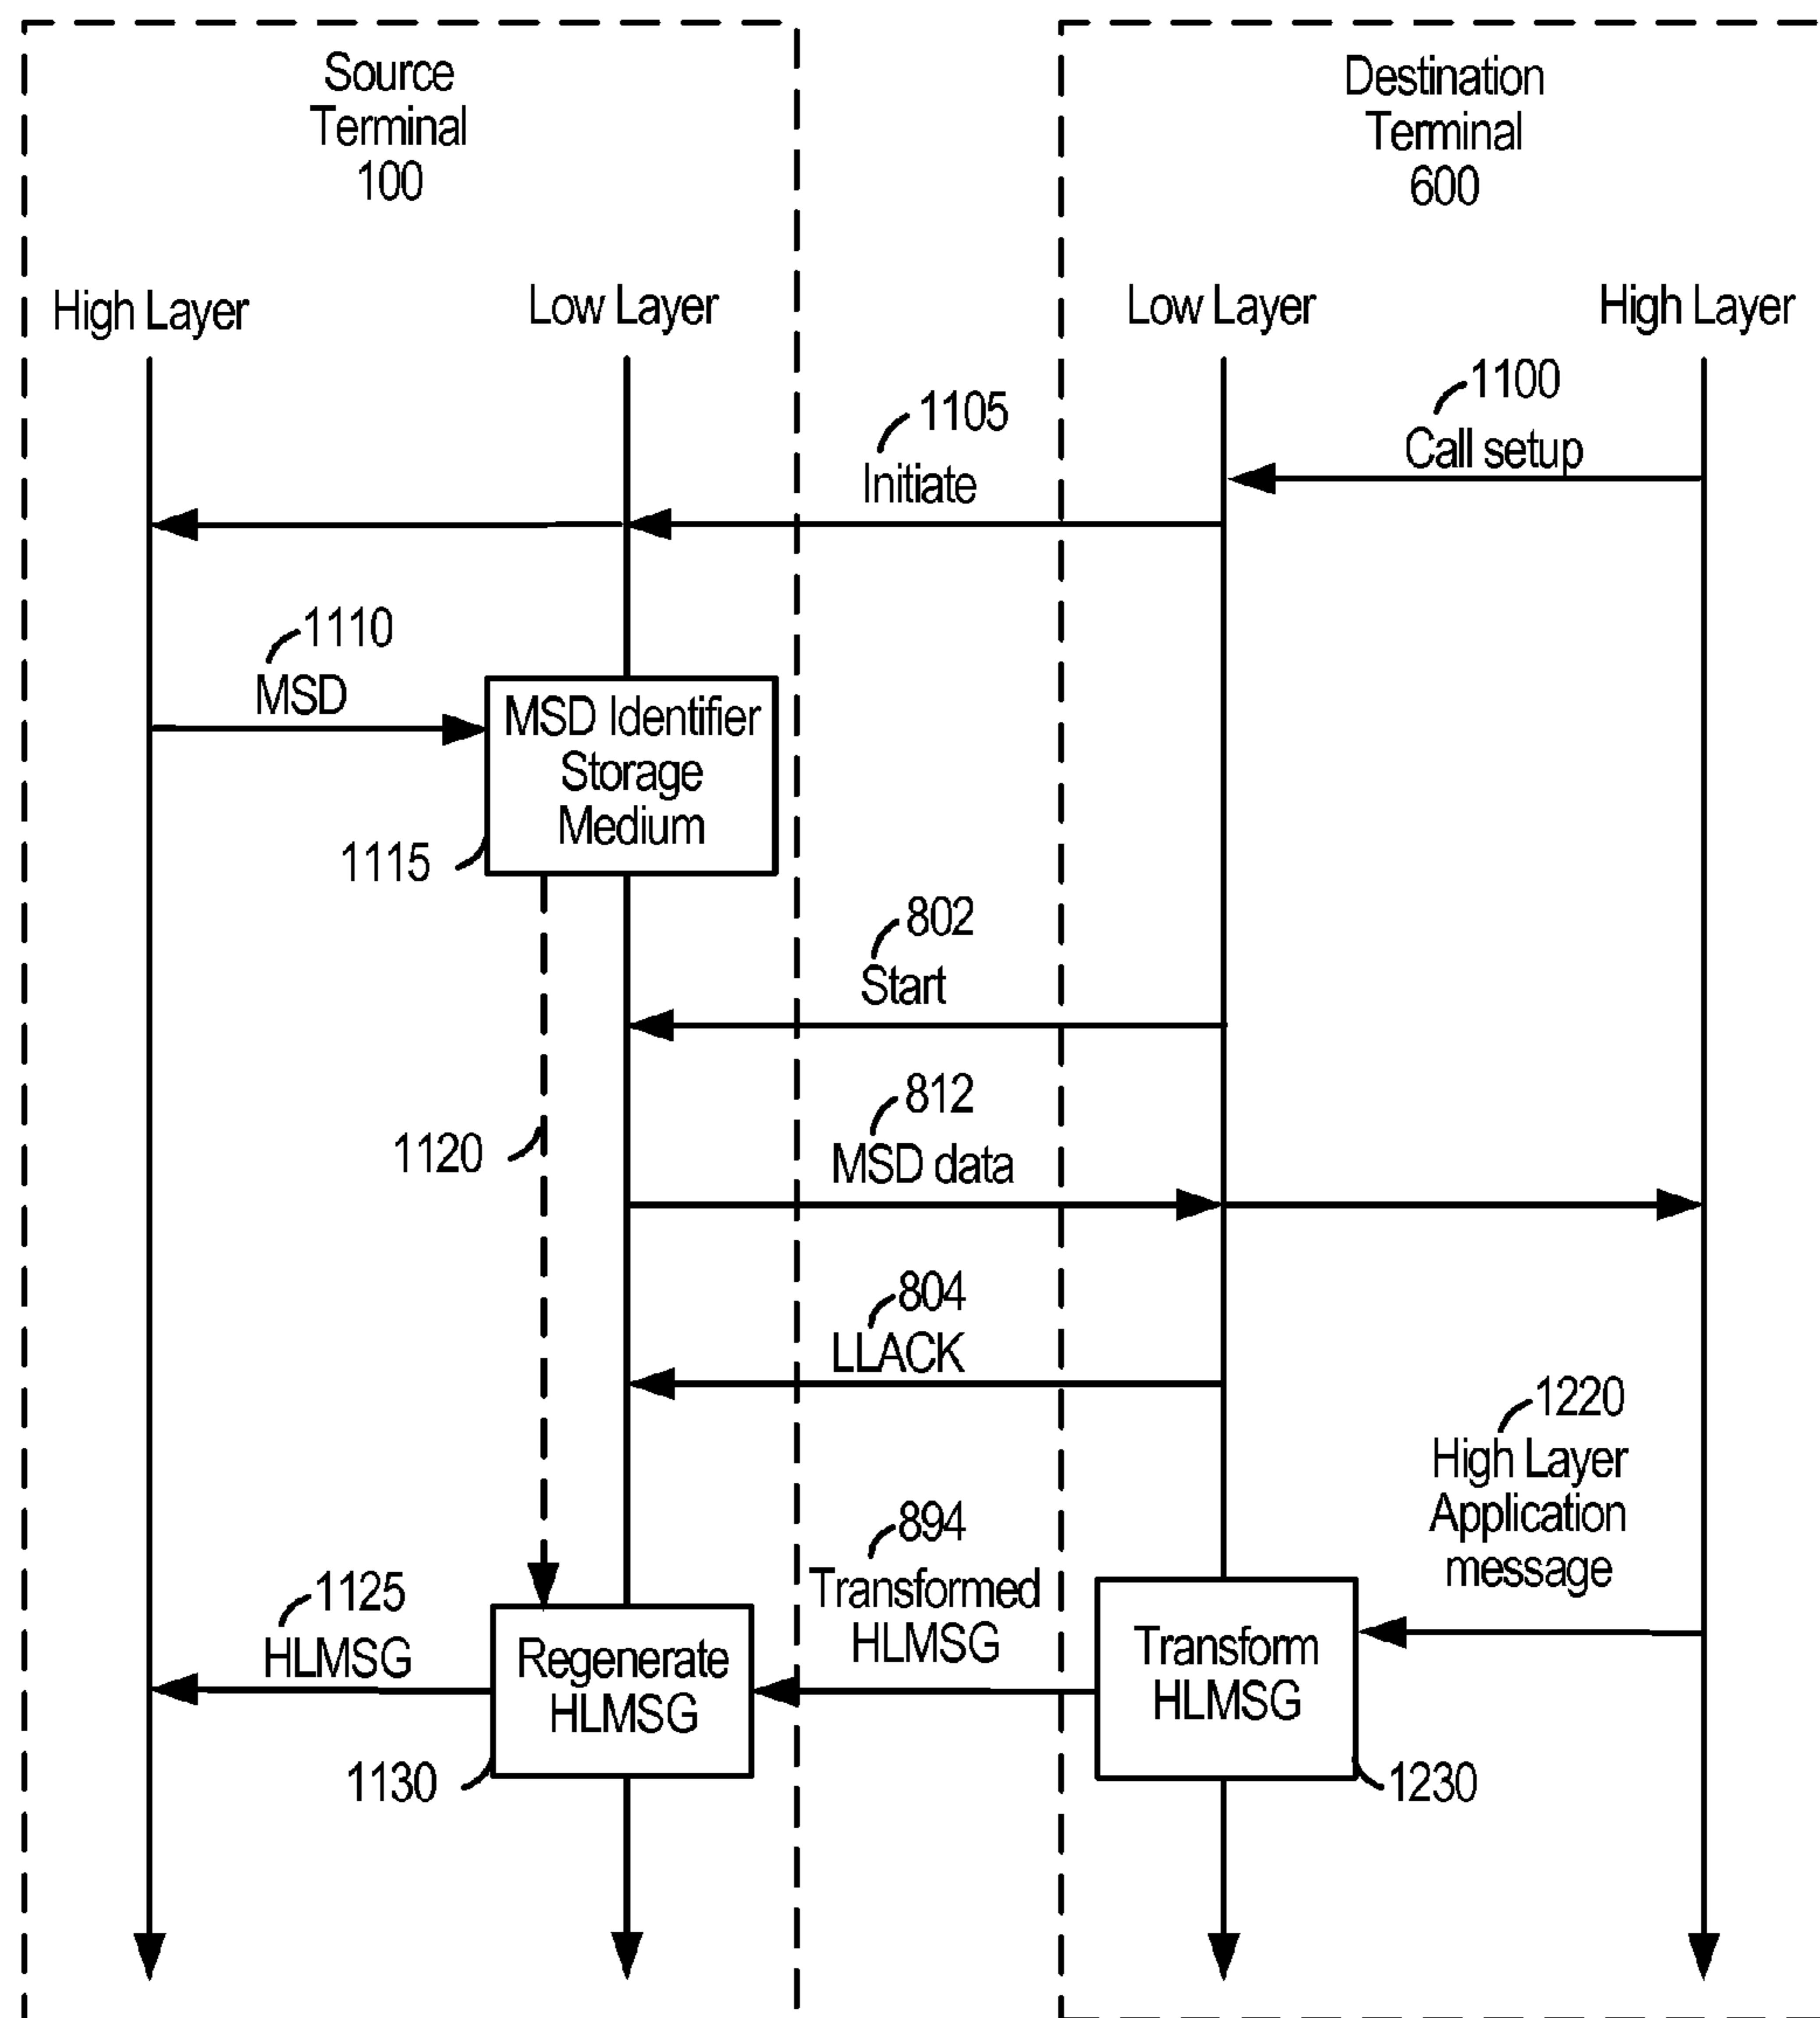 Source
Terminal
100
Destination
Terminal
600
High Layer
Low Layer
Low Layer
High Layer
1100
Call setup
1105
Initiate
1110
MSD
MSD Identifier
Storage
Medium
1115
802
Start
1120
812
MSD data
804
LLACK
1220
High Layer
Application
message
894
Transformed
HLMSG
1125
HLMSG
Regenerate
HLMSG
Transform
HLMSG
1130
1230